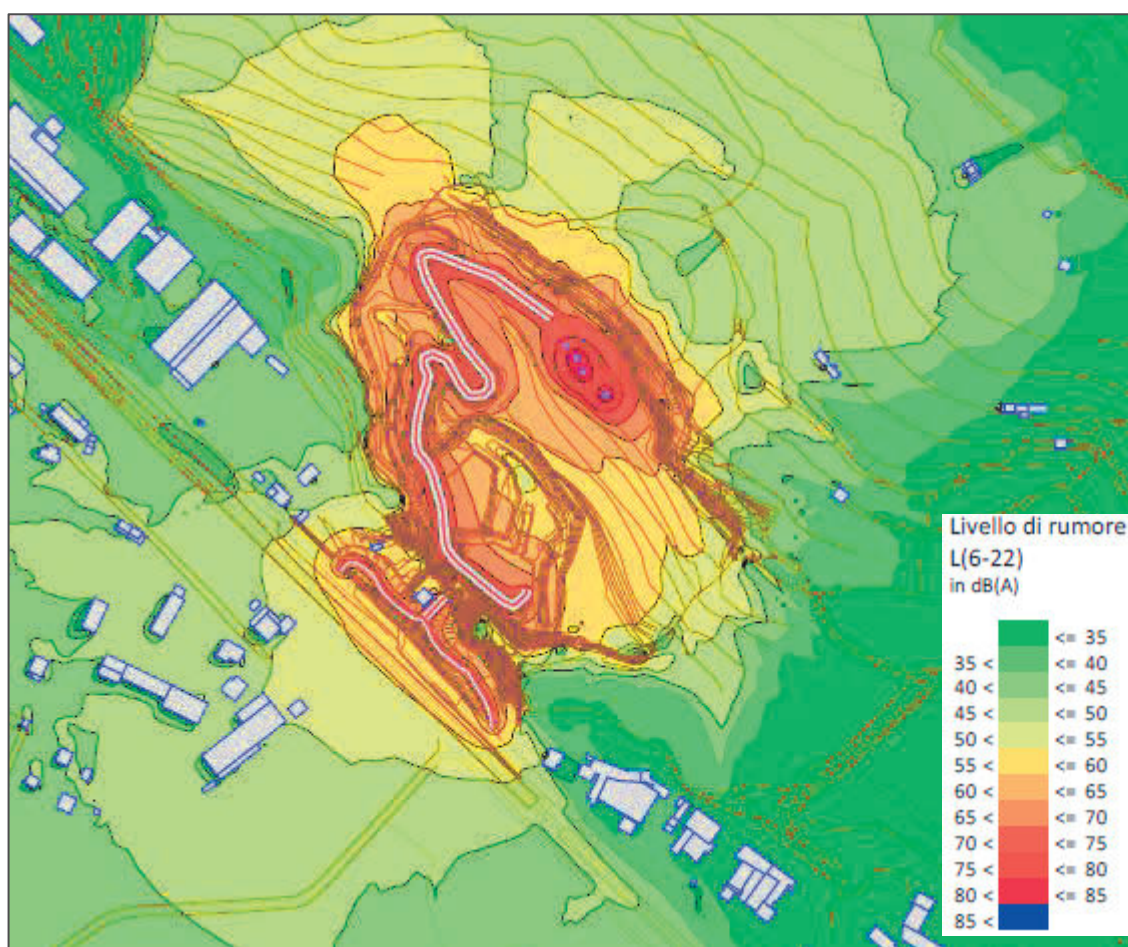 Livello di rumore
L(6-22)
in dB(A)
<= 35
35 < <= 40
40 < <= 45
45 < <= 50
50 < <= 55
55 < <= 60
60 < <= 65
65 < <= 70
70 < <= 75
75 < <= 80
80 < <= 85
85 <